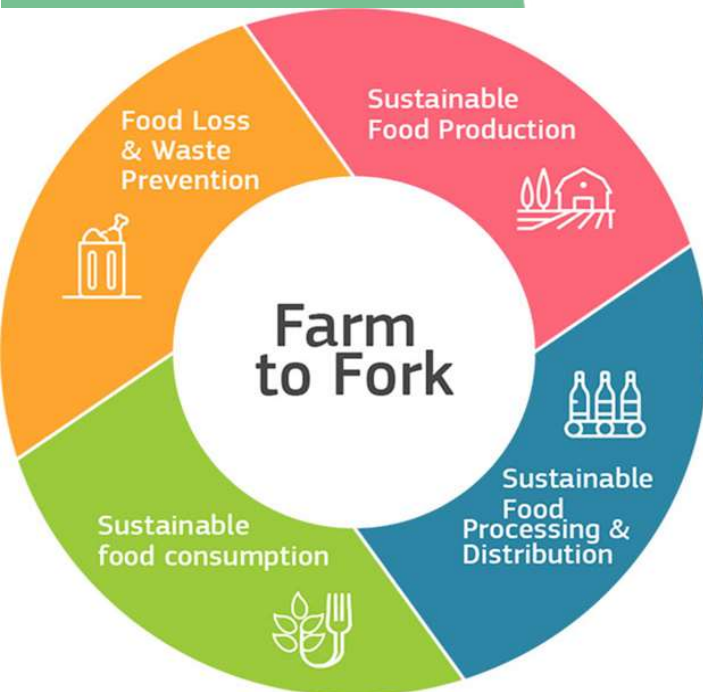 Farm
to Fork
Sustainable
Food Production
Sustainable
Food
Processing &
Distribution
Sustainable
food consumption
Food Loss
& Waste
Prevention